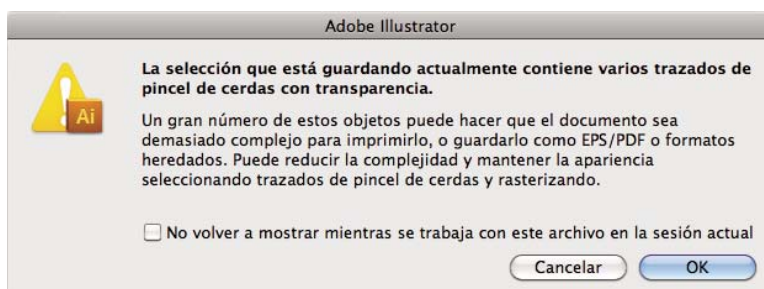 Adobe Illustrator
La selección que está guardando actualmente contiene varios trazados de
pincel de cerdas con transparencia.
Ai
Un gran número de estos objetos puede hacer que el documento sea
demasiado complejo para imprimirlo, o guardarlo como EPS/PDF o formatos
heredados. Puede reducir la complejidad y mantener la apariencia
seleccionando trazados de pincel de cerdas y rasterizando.
No volver a mostrar mientras se trabaja con este archivo en la sesión actual
Cancelar OK